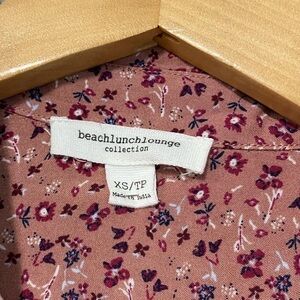 beachlunchlounge
collection
XS/TP
Made in India